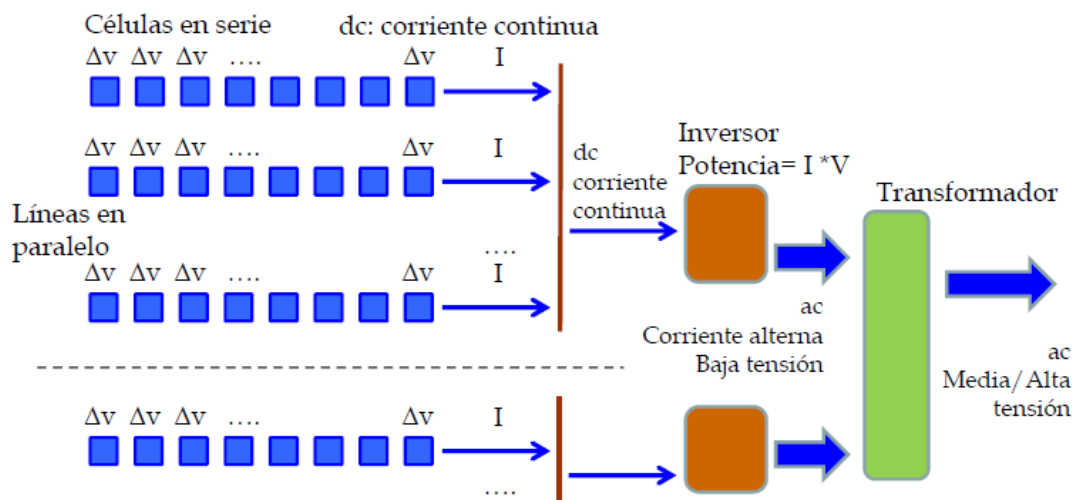 Células en serie
dc: corriente continua
Δv Δv Δv …. Δv I
Δv Δv Δv …. Δv I
Inversor
Potencia= I *V
dc
corriente
continua
Transformador
Líneas en
paralelo
….
Δv Δv Δv …. Δv I
ac
Corriente alterna
Baja tensión
ac
Media/Alta
tensión
Δv Δv Δv …. Δv I
….